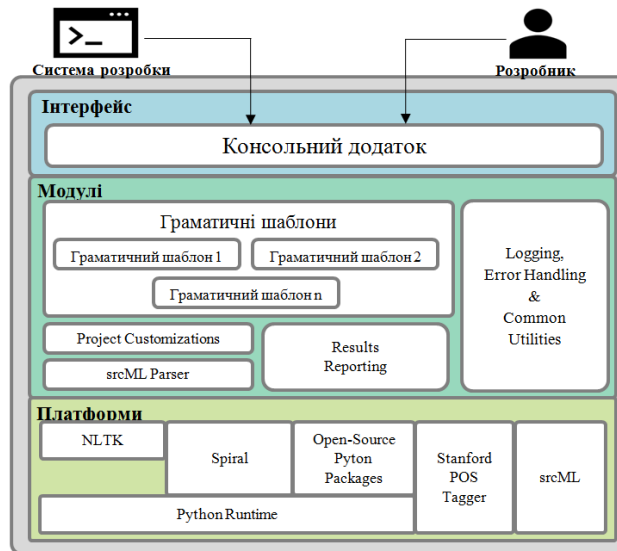 Система розробки
Розробник
Інтерфейс
Консольний додаток
Модулі
Граматичні шаблони
Граматичний шаблон 1
Граматичний шаблон 2
Граматичний шаблон n
Logging,
Error Handling
&
Common
Utilities
Project Customizations
srcML Parser
Results
Reporting
Платформи
NLTK
Spiral
Open-Source
Pyton
Packages
Stanford
POS
Tagger
srcML
Python Runtime